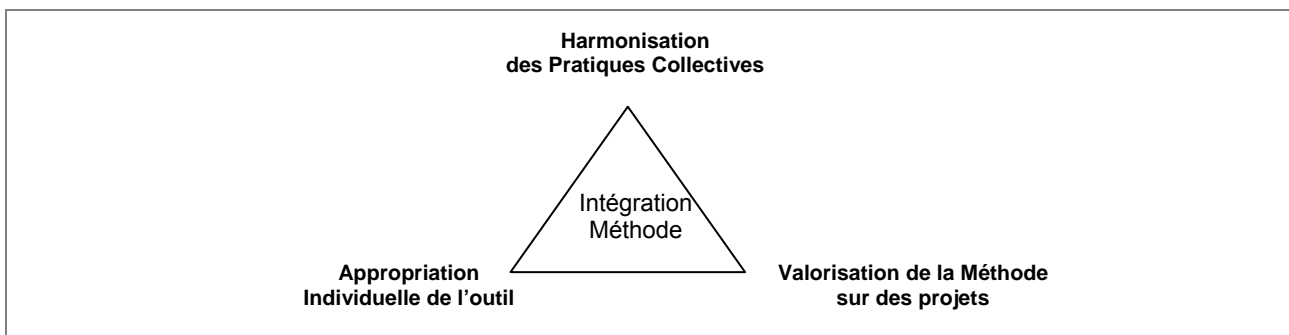 Harmonisation
des Pratiques Collectives
Intégration
Méthode
Appropriation
Individuelle de l'outil
Valorisation de la Méthode
sur des projets